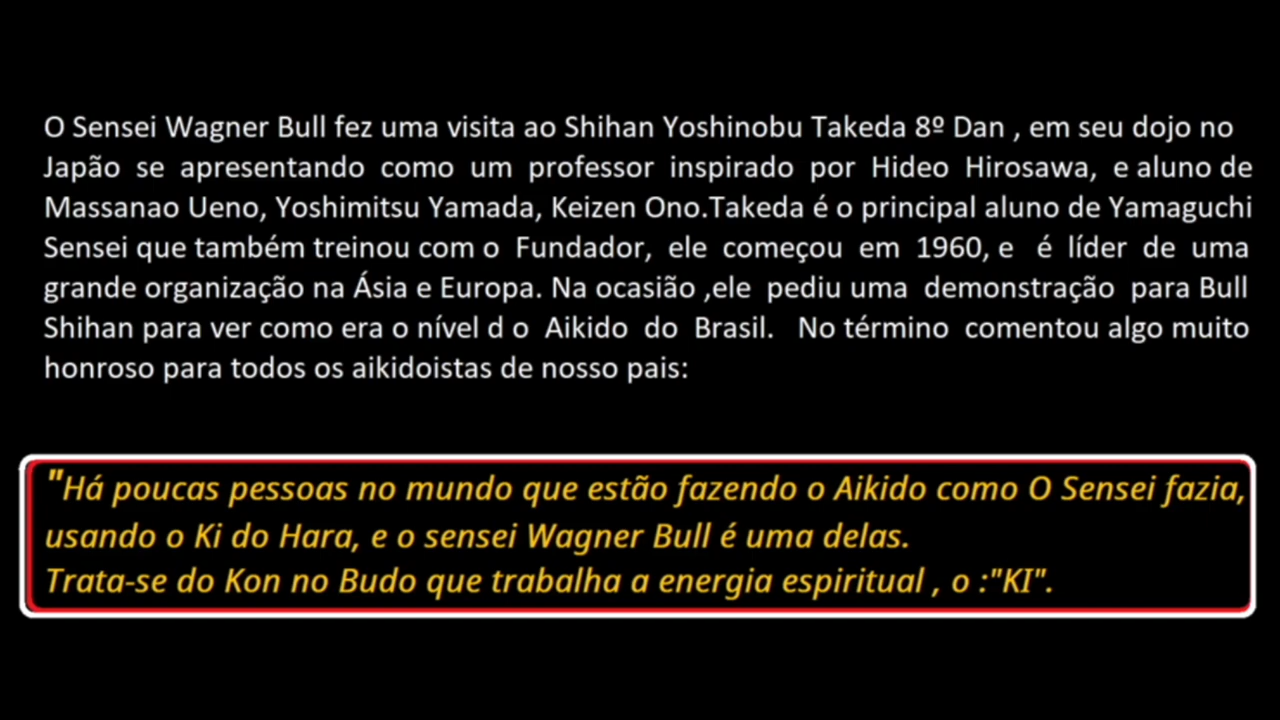 O Sensei Wagner Bull fez uma visita ao Shihan Yoshinobu Takeda 8º Dan , em seu dojo no
Japão se apresentando como um professor inspirado por Hideo Hirosawa, e aluno de
Massanao Ueno, Yoshimitsu Yamada, Keizen Ono.Takeda é o principal aluno de Yamaguchi
Sensei que também treinou com o Fundador, ele começou em 1960, e é líder de uma
grande organização na Ásia e Europa. Na ocasião ,ele pediu uma demonstração para Bull
Shihan para ver como era o nível d o Aikido do Brasil. No término comentou algo muito
honroso para todos os aikidoistas de nosso pais:
"Há poucas pessoas no mundo que estão fazendo o Aikido como O Sensei fazia,
usando o Ki do Hara, e o sensei Wagner Bull é uma delas.
Trata-se do Kon no Budo que trabalha a energia espiritual , o :"KI".